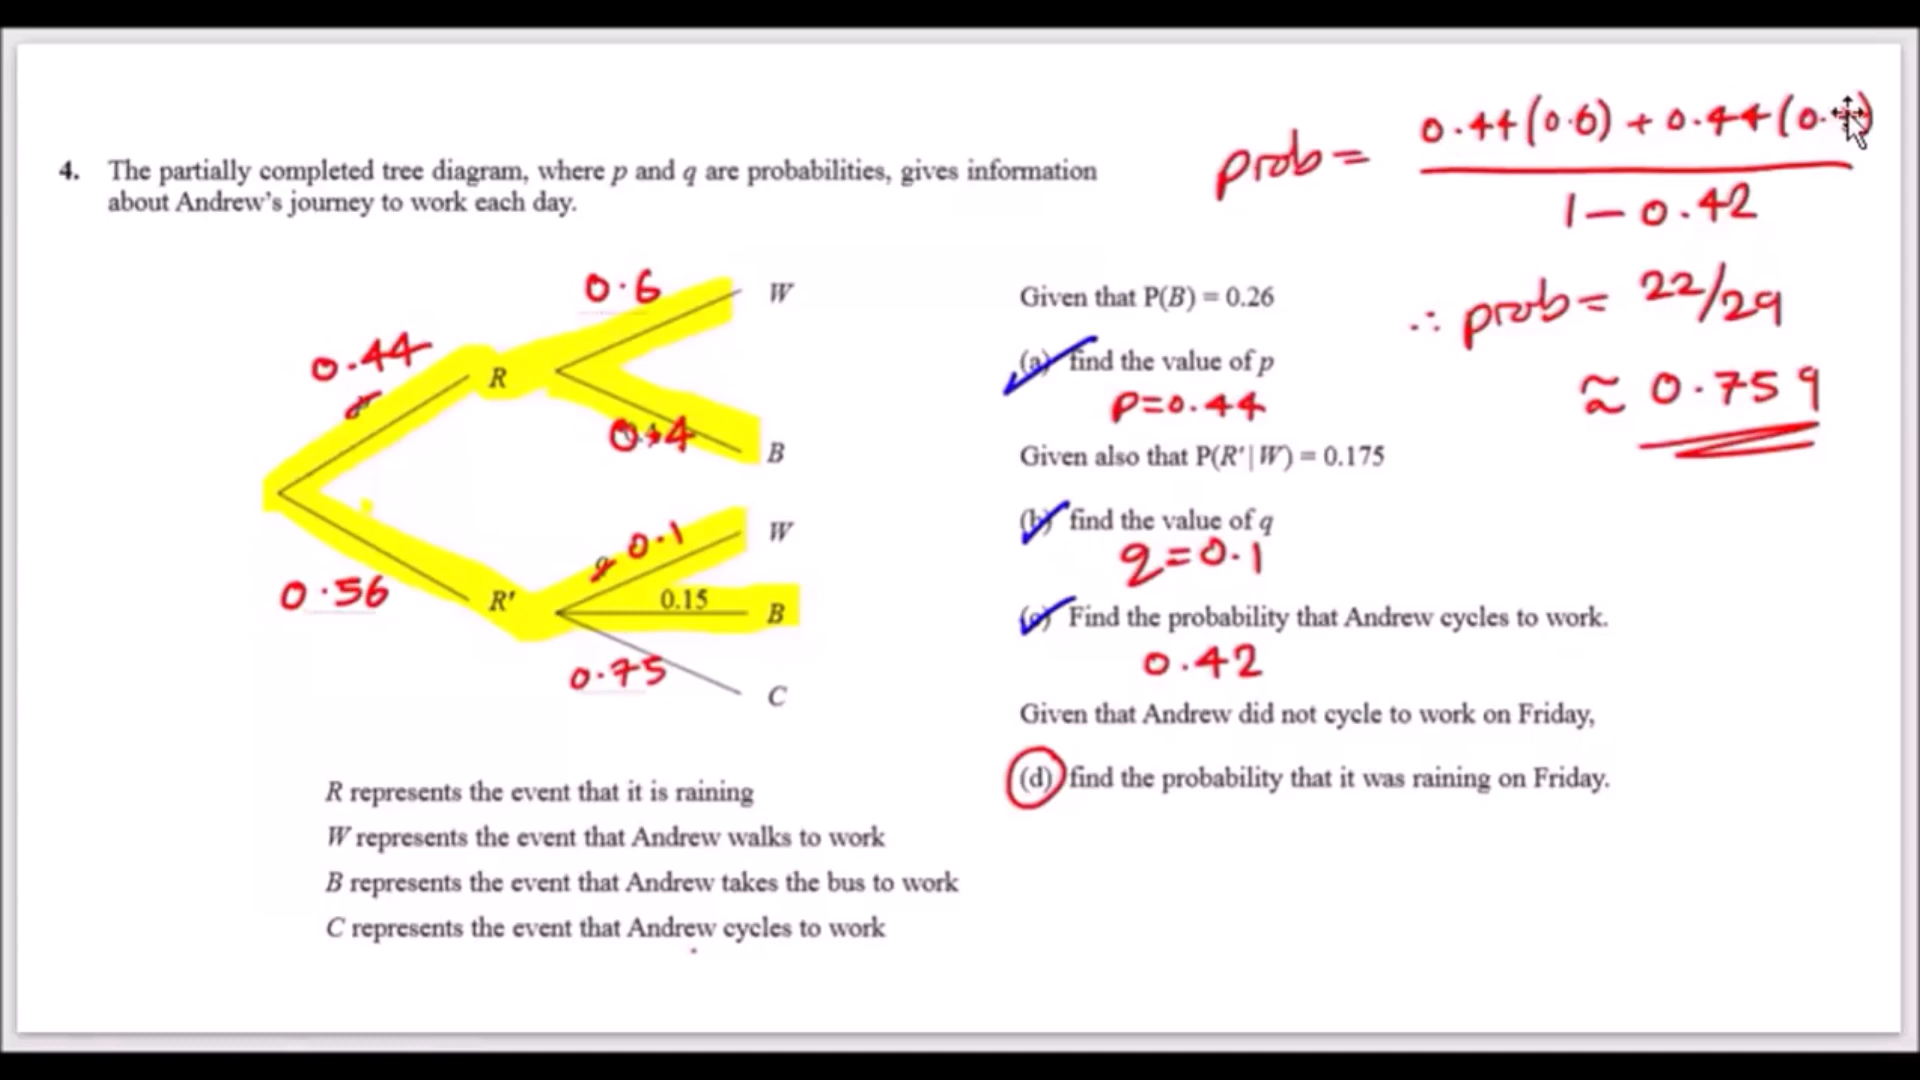 prob = 0.44(0.6) + 0.44(0.
1 - 0.42
4. The partially completed tree diagram, where p and q are probabilities, gives information
about Andrew's journey to work each day.
∴ prob = 22/29
≈ 0.759
0.6
W
0.44
R
0.4
B
0.1
W
0.56
R'
0.15
B
0.75
C
Given that P(B) = 0.26
(a) find the value of p
p=0.44
Given also that P(R'|W) = 0.175
(b) find the value of q
q=0.1
(c) Find the probability that Andrew cycles to work.
0.42
Given that Andrew did not cycle to work on Friday,
(d) find the probability that it was raining on Friday.
R represents the event that it is raining
W represents the event that Andrew walks to work
B represents the event that Andrew takes the bus to work
C represents the event that Andrew cycles to work